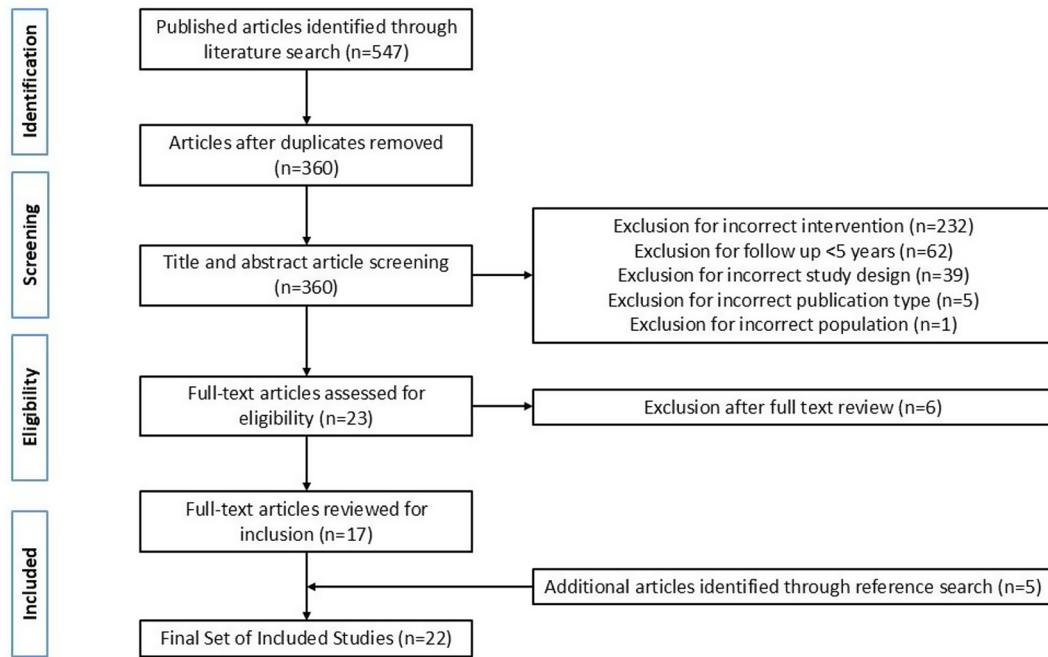 Identification
Published articles identified through
literature search (n=547)
Articles after duplicates removed
(n=360)
Screening
Title and abstract article screening
(n=360)
Exclusion for incorrect intervention (n=232)
Exclusion for follow up <5 years (n=62)
Exclusion for incorrect study design (n=39)
Exclusion for incorrect publication type (n=5)
Exclusion for incorrect population (n=1)
Eligibility
Full-text articles assessed for
eligibility (n=23)
Exclusion after full text review (n=6)
Included
Full-text articles reviewed for
inclusion (n=17)
Additional articles identified through reference search (n=5)
Final Set of Included Studies (n=22)